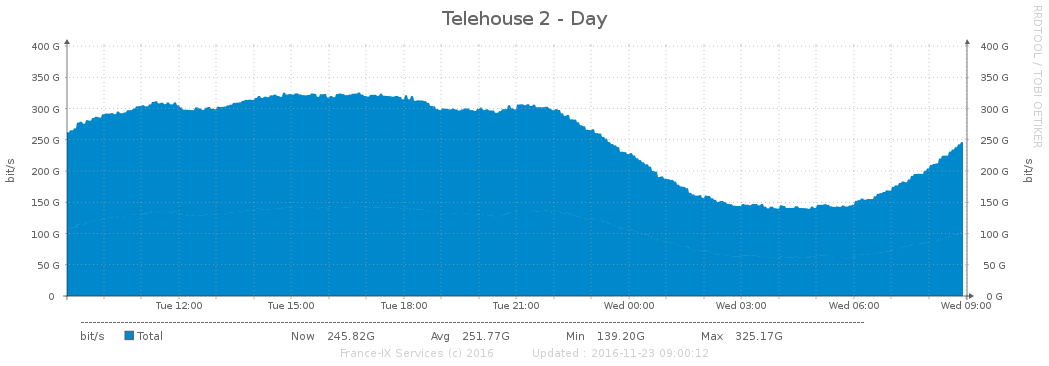 Telehouse 2 - Day
RRDTOOL / TOBI OETIKER
bit/s
400 G 400 G
350 G 350 G
300 G 300 G
250 G 250 G
200 G 200 G
150 G 150 G
100 G 100 G
50 G 50 G
0 0 G
bit/s
Tue 12:00 Tue 15:00 Tue 18:00 Tue 21:00 Wed 00:00 Wed 03:00 Wed 06:00 Wed 09:00
bit/s Total Now 245.82G Avg 251.77G Min 139.20G Max 325.17G
France-IX Services (c) 2016 Updated : 2016-11-23 09:00:12